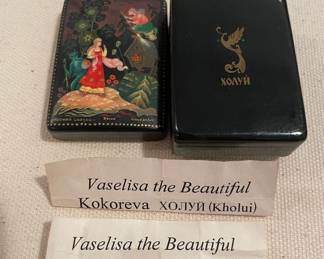 ХОЛУЙ
Vaselisa the Beautiful
Kokoreva ХОЛУЙ (Kholui)
Vaselisa the Beautiful